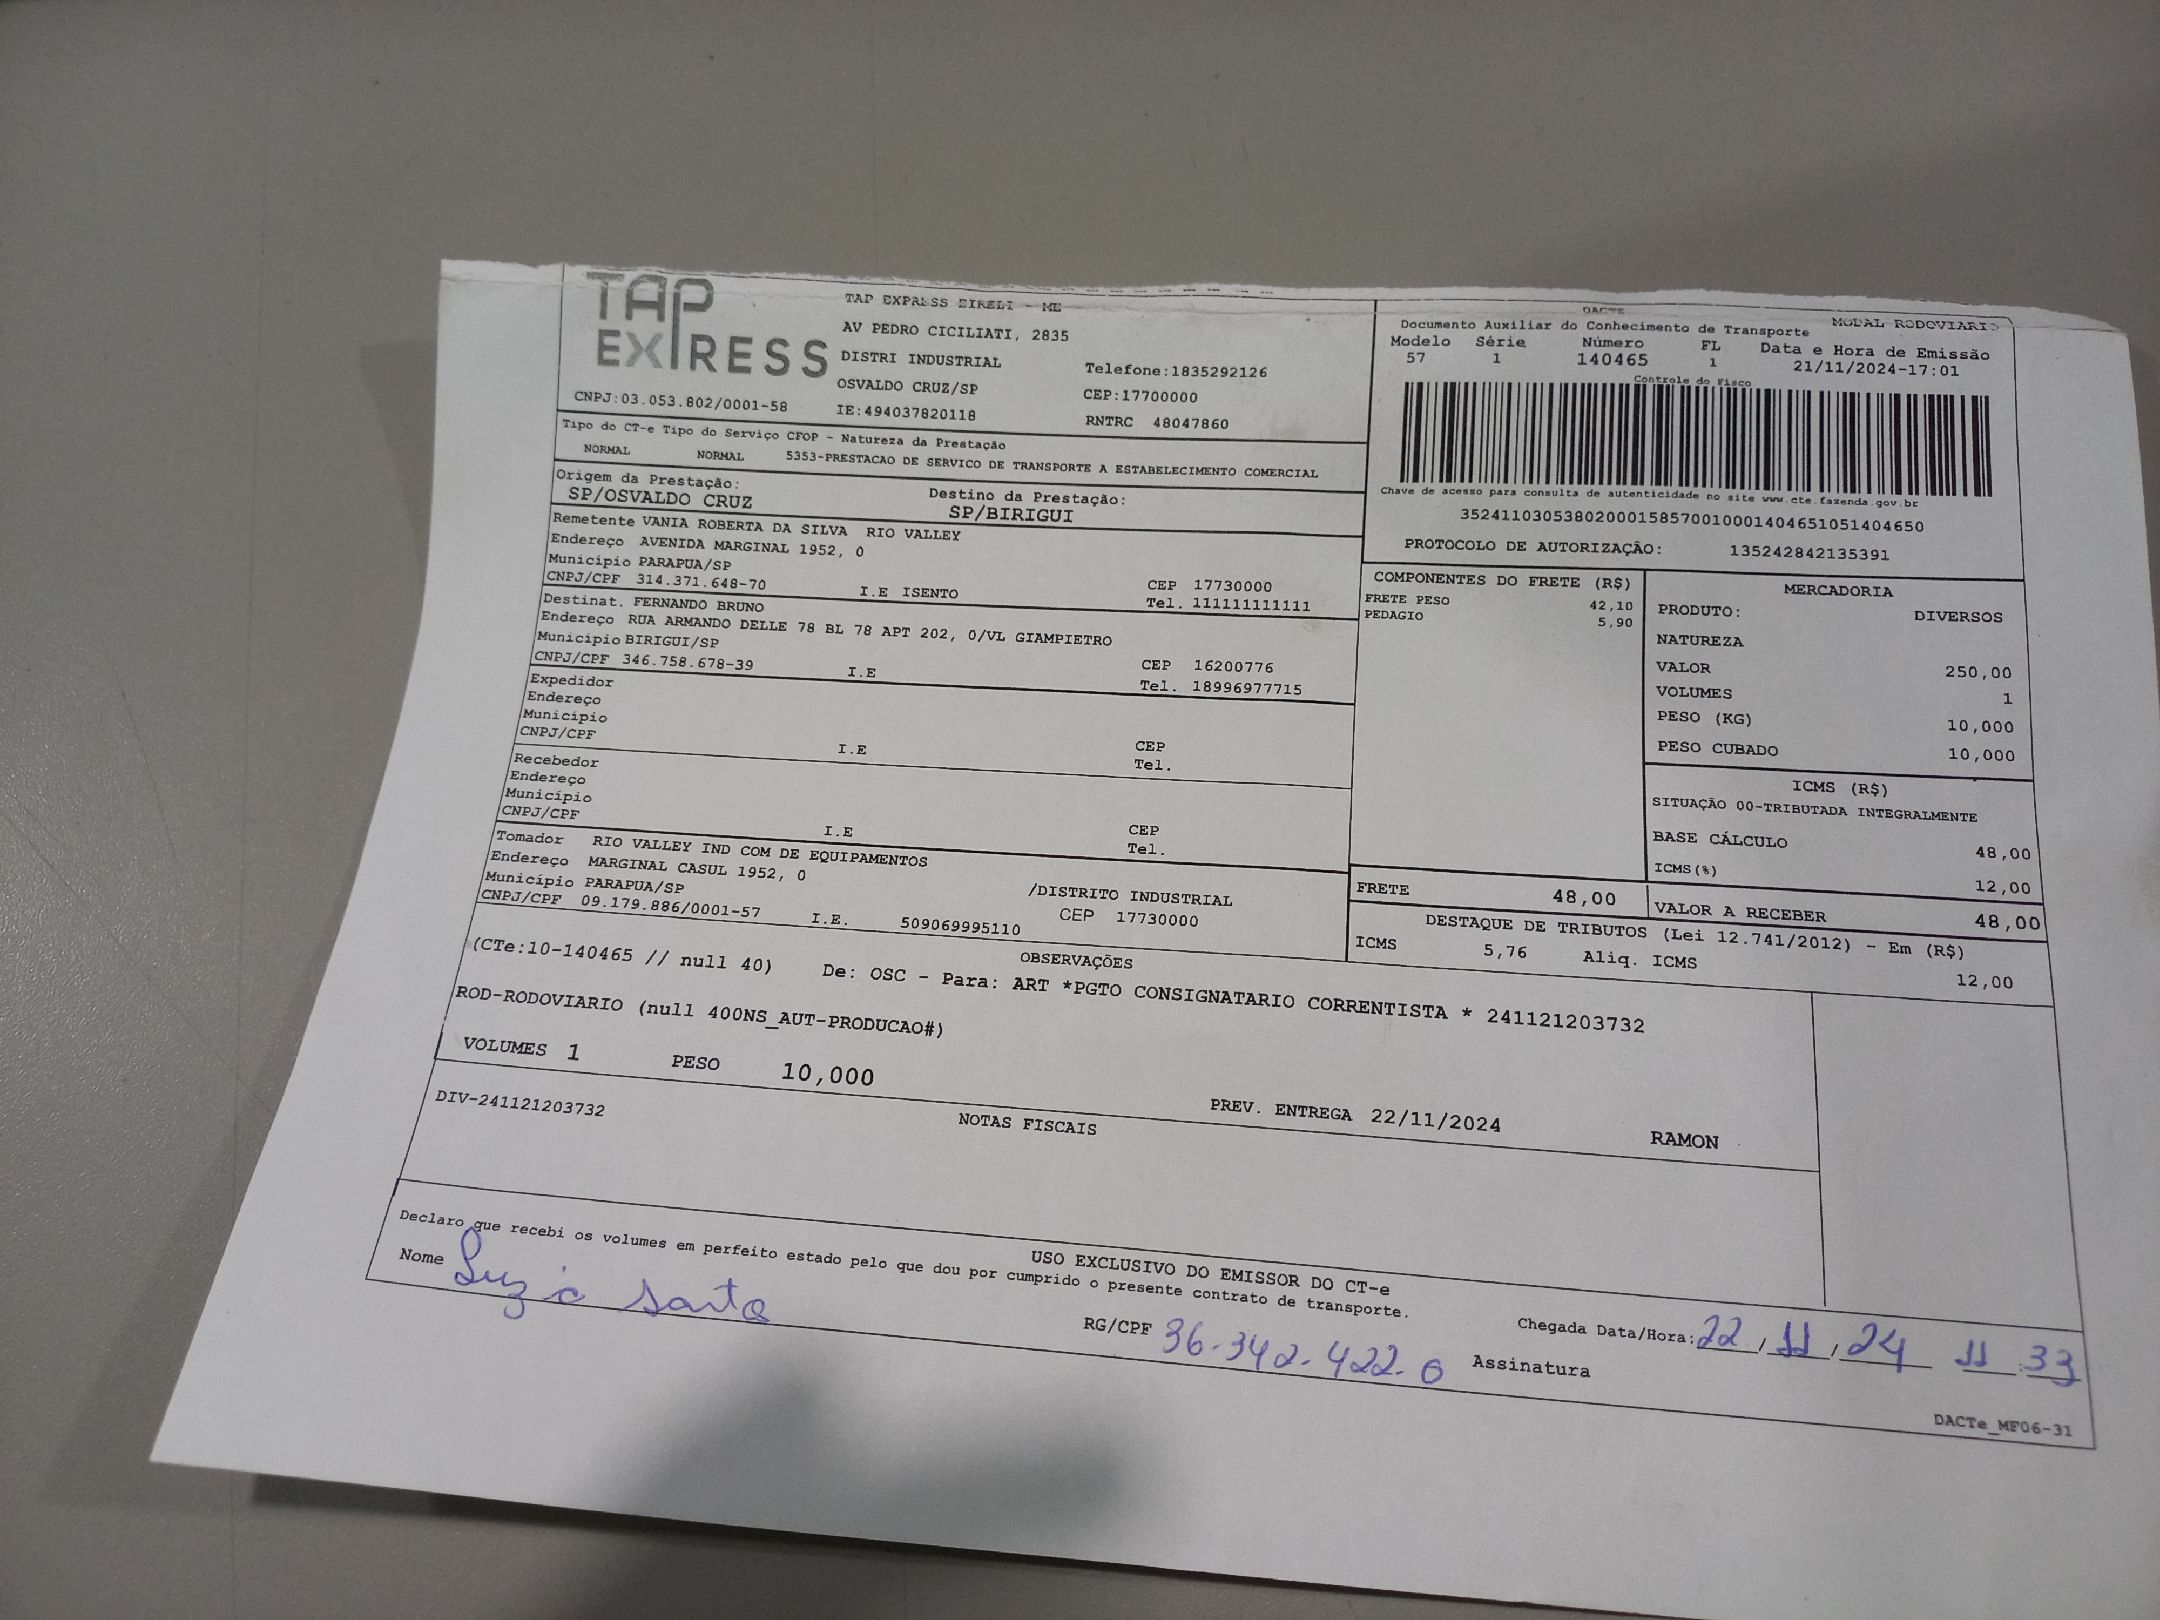 TAP
EXPRESS
TAP EXPRESS EIRELI - ME
AV PEDRO CICILIATI, 2835
DISTRI INDUSTRIAL Telefone:1835292126
OSVALDO CRUZ/SP CEP:17700000
CNPJ:03.053.802/0001-58 IE:494037820118 RNTRC 48047860
DACTE MODAL RODOVIARIO
Documento Auxiliar do Conhecimento de Transporte
Modelo Série Número FL Data e Hora de Emissão
57 1 140465 1 21/11/2024-17:01
Controle do Fisco
Chave de acesso para consulta de autenticidade no site www.cte.fazenda.gov.br
35241103053802000158570010001404651051404650
PROTOCOLO DE AUTORIZAÇÃO: 135242842135391
Tipo do CT-e Tipo do Serviço CFOP - Natureza da Prestação
NORMAL NORMAL 5353-PRESTACAO DE SERVICO DE TRANSPORTE A ESTABELECIMENTO COMERCIAL
Origem da Prestação: Destino da Prestação:
SP/OSVALDO CRUZ SP/BIRIGUI
Remetente VANIA ROBERTA DA SILVA RIO VALLEY
Endereço AVENIDA MARGINAL 1952, 0
Município PARAPUA/SP CEP 17730000
CNPJ/CPF 314.371.648-70 I.E ISENTO Tel. 111111111111
Destinat. FERNANDO BRUNO
Endereço RUA ARMANDO DELLE 78 BL 78 APT 202, 0/VL GIAMPIETRO
Município BIRIGUI/SP CEP 16200776
CNPJ/CPF 346.758.678-39 I.E Tel. 18996977715
Expedidor
Endereço
Município CEP
CNPJ/CPF I.E Tel.
Recebedor
Endereço
Município CEP
CNPJ/CPF I.E Tel.
Tomador RIO VALLEY IND COM DE EQUIPAMENTOS
Endereço MARGINAL CASUL 1952, 0 /DISTRITO INDUSTRIAL
Município PARAPUA/SP CEP 17730000
CNPJ/CPF 09.179.886/0001-57 I.E. 509069995110
COMPONENTES DO FRETE (R$)
FRETE PESO 42,10
PEDAGIO 5,90
MERCADORIA
PRODUTO: DIVERSOS
NATUREZA
VALOR 250,00
VOLUMES 1
PESO (KG) 10,000
PESO CUBADO 10,000
ICMS (R$)
SITUAÇÃO 00-TRIBUTADA INTEGRALMENTE
BASE CÁLCULO 48,00
ICMS(%) 12,00
FRETE 48,00 VALOR A RECEBER 48,00
DESTAQUE DE TRIBUTOS (Lei 12.741/2012) - Em (R$)
ICMS 5,76 Aliq. ICMS 12,00
OBSERVAÇÕES
(CTe:10-140465 // null 40) De: OSC - Para: ART *PGTO CONSIGNATARIO CORRENTISTA * 241121203732
ROD-RODOVIARIO (null 400NS_AUT-PRODUCAO#)
VOLUMES 1 PESO 10,000 PREV. ENTREGA 22/11/2024 RAMON
NOTAS FISCAIS
DIV-241121203732
USO EXCLUSIVO DO EMISSOR DO CT-e
Declaro que recebi os volumes em perfeito estado pelo que dou por cumprido o presente contrato de transporte.
Nome Luzia RG/CPF 36.342.422-0 Assinatura
Chegada Data/Hora: 22/11/24 11:33
DACTe_MF06-31